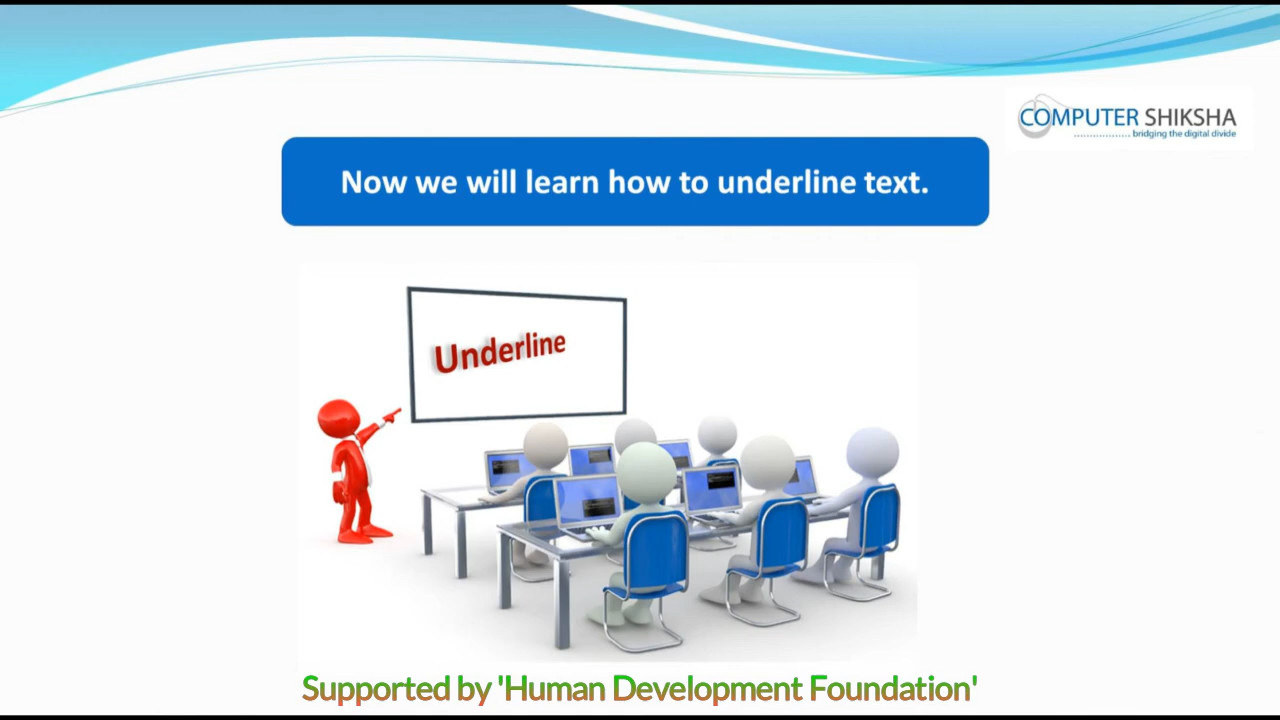 COMPUTER SHIKSHA
bridging the digital divide
Now we will learn how to underline text.
Underline
Supported by 'Human Development Foundation'